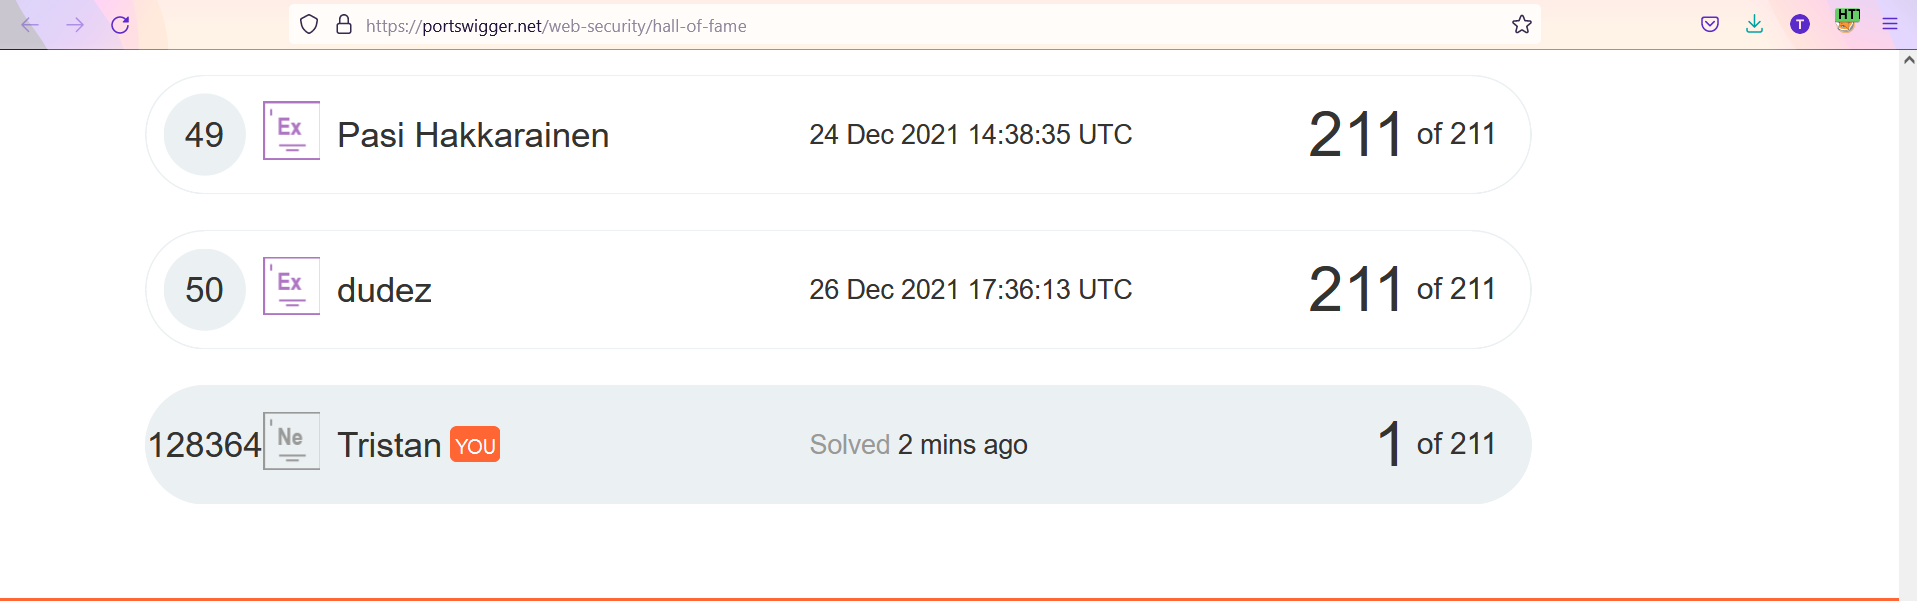 https://portswigger.net/web-security/hall-of-fame
T
HT
49 Ex Pasi Hakkarainen 24 Dec 2021 14:38:35 UTC 211 of 211
50 Ex dudez 26 Dec 2021 17:36:13 UTC 211 of 211
128364 Ne Tristan YOU Solved 2 mins ago 1 of 211